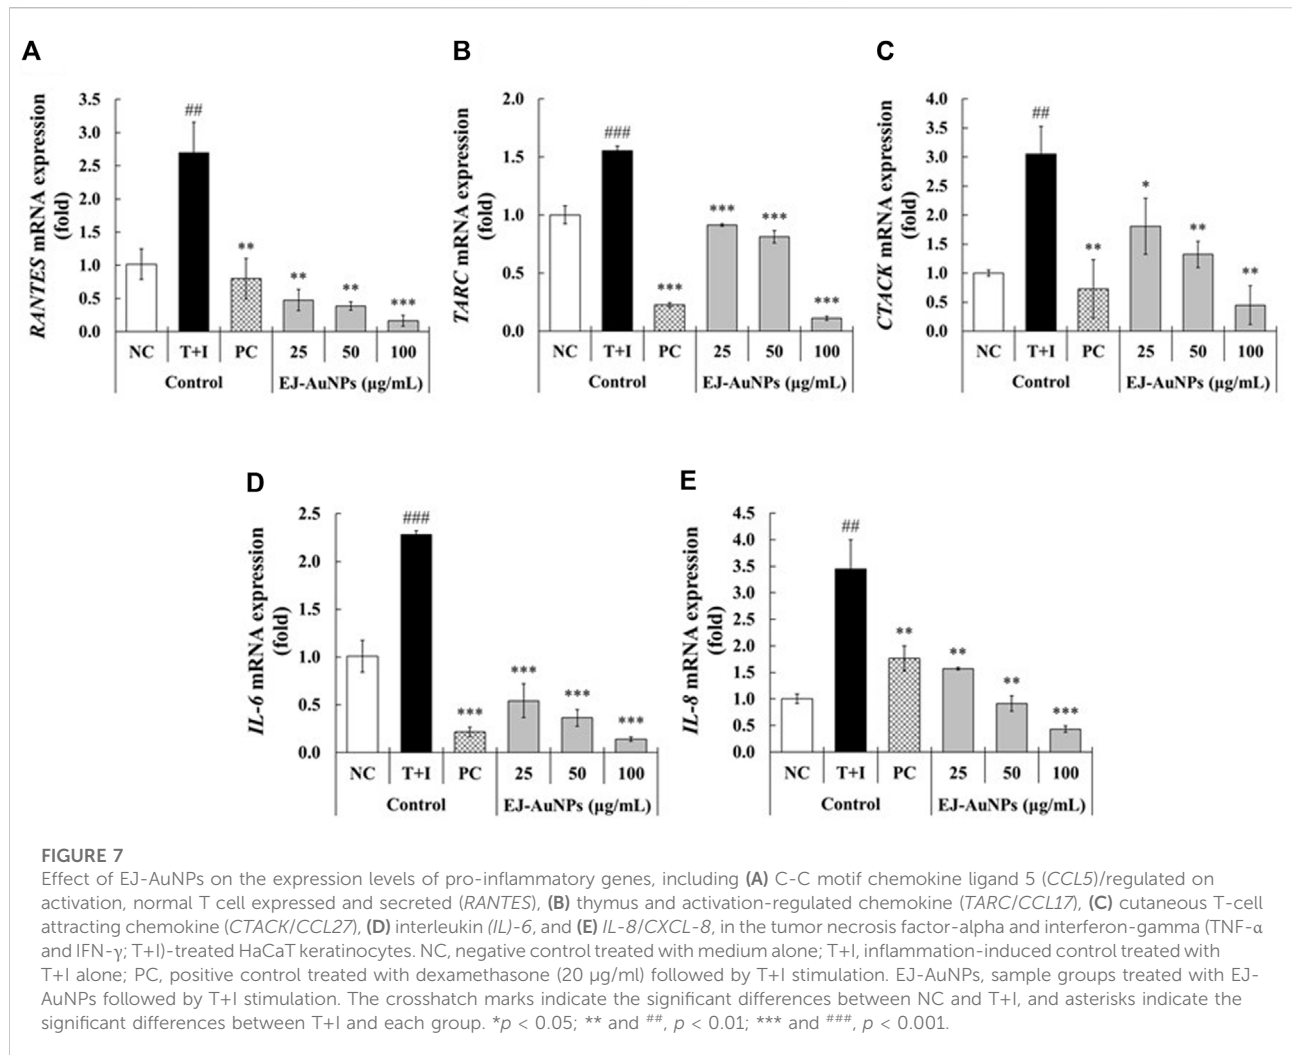 A
RANTES mRNA expression
(fold)
3.5
3.0
2.5
2.0
1.5
1.0
0.5
0.0
##
**
**
**
***
NC T+I PC 25 50 100
Control EJ-AuNPs (μg/mL)
B
TARC mRNA expression
(fold)
2.0
1.5
1.0
0.5
0.0
###
***
***
***
***
NC T+I PC 25 50 100
Control EJ-AuNPs (μg/mL)
C
CTACK mRNA expression
(fold)
4.0
3.5
3.0
2.5
2.0
1.5
1.0
0.5
0.0
##
**
*
**
**
NC T+I PC 25 50 100
Control EJ-AuNPs (μg/mL)
D
IL-6 mRNA expression
(fold)
2.5
2.0
1.5
1.0
0.5
0.0
###
***
***
***
***
NC T+I PC 25 50 100
Control EJ-AuNPs (μg/mL)
E
IL-8 mRNA expression
(fold)
4.5
4.0
3.5
3.0
2.5
2.0
1.5
1.0
0.5
0.0
##
**
**
**
***
NC T+I PC 25 50 100
Control EJ-AuNPs (μg/mL)
FIGURE 7
Effect of EJ-AuNPs on the expression levels of pro-inflammatory genes, including (A) C-C motif chemokine ligand 5 (CCL5)/regulated on
activation, normal T cell expressed and secreted (RANTES), (B) thymus and activation-regulated chemokine (TARC/CCL17), (C) cutaneous T-cell
attracting chemokine (CTACK/CCL27), (D) interleukin (IL)-6, and (E) IL-8/CXCL-8, in the tumor necrosis factor-alpha and interferon-gamma (TNF-α
and IFN-γ; T+I)-treated HaCaT keratinocytes. NC, negative control treated with medium alone; T+I, inflammation-induced control treated with
T+I alone; PC, positive control treated with dexamethasone (20 μg/ml) followed by T+I stimulation. EJ-AuNPs, sample groups treated with EJ-
AuNPs followed by T+I stimulation. The crosshatch marks indicate the significant differences between NC and T+I, and asterisks indicate the
significant differences between T+I and each group. *p < 0.05; ** and ##, p < 0.01; *** and ###, p < 0.001.